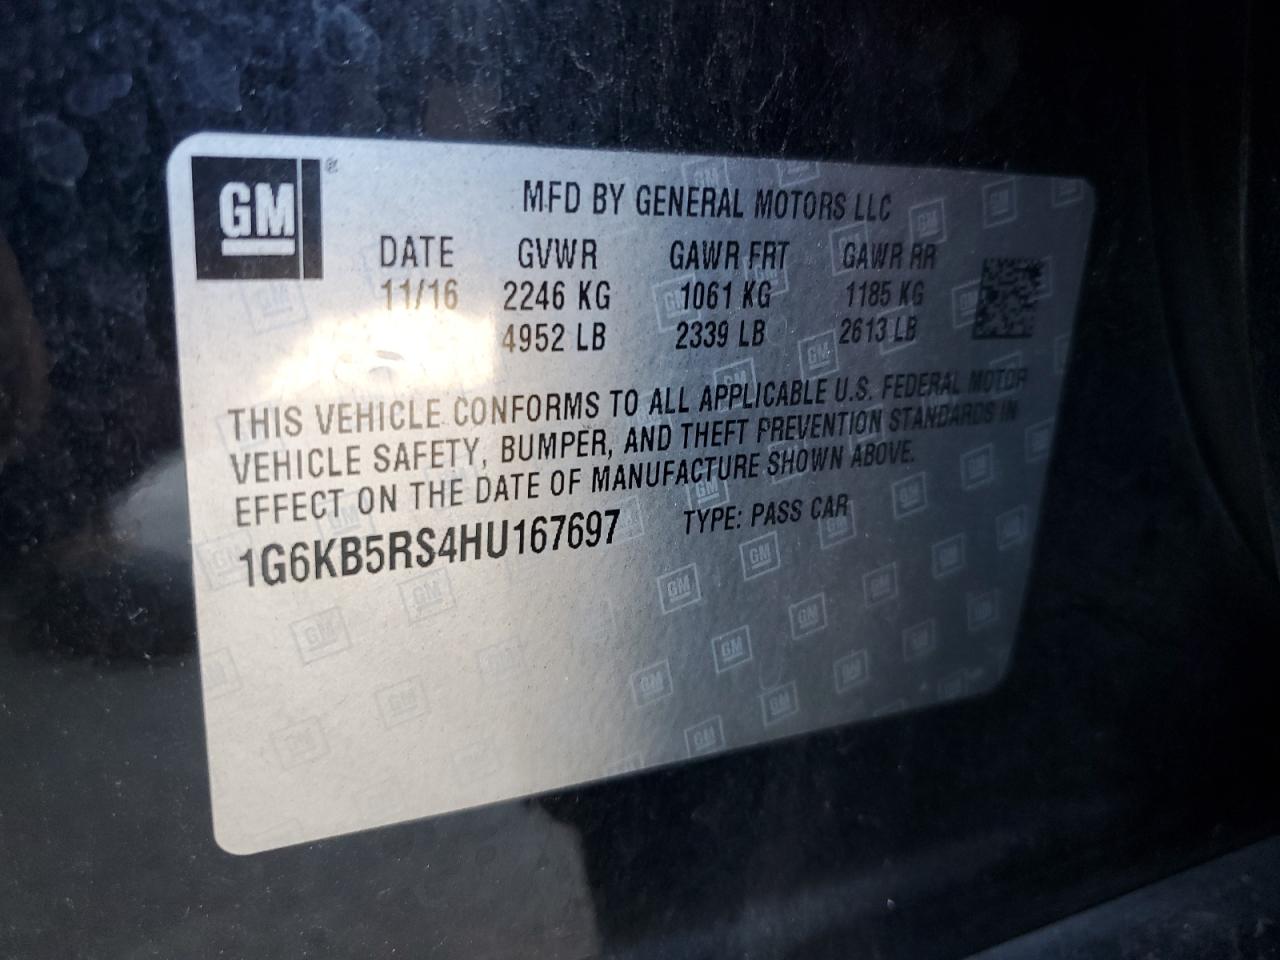 GM
MFD BY GENERAL MOTORS LLC
DATE GVWR GAWR FRT GAWR RR
11/16 2246 KG 1061 KG 1185 KG
4952 LB 2339 LB 2613 LB
THIS VEHICLE CONFORMS TO ALL APPLICABLE U.S. FEDERAL MOTOR
VEHICLE SAFETY, BUMPER, AND THEFT PREVENTION STANDARDS IN
EFFECT ON THE DATE OF MANUFACTURE SHOWN ABOVE.
1G6KB5RS4HU167697 TYPE: PASS CAR